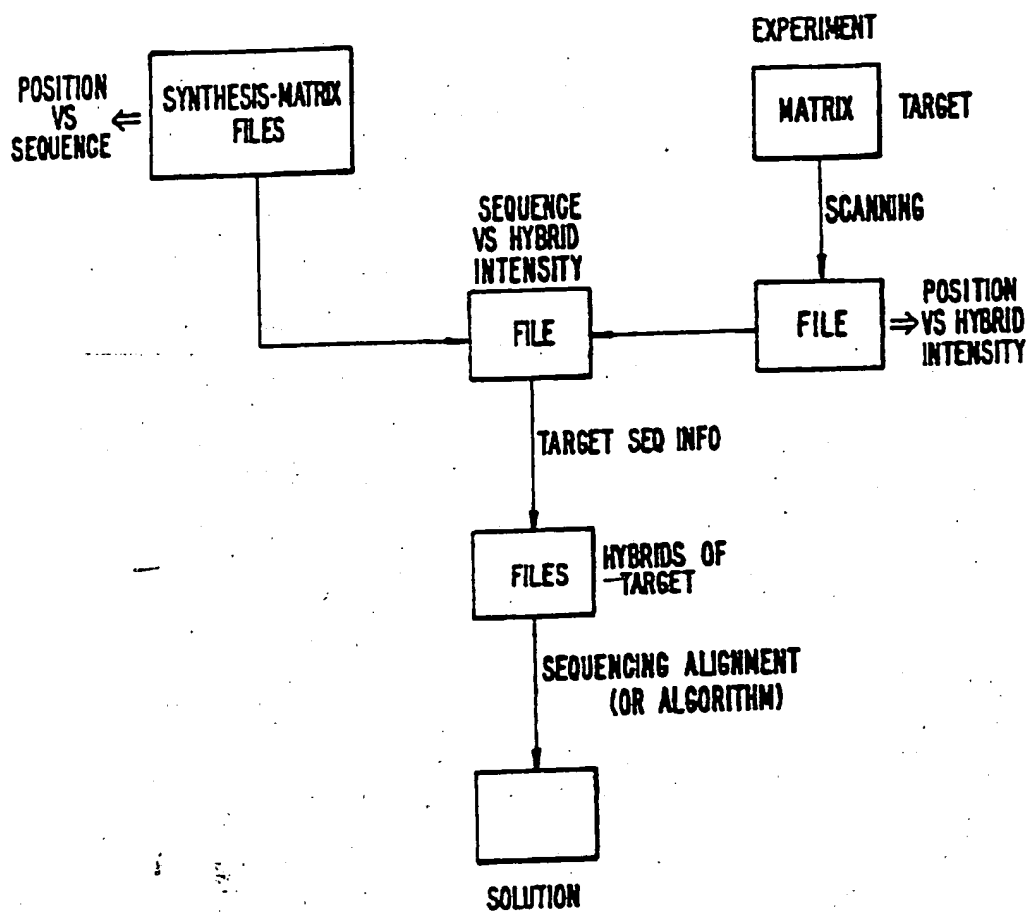 EXPERIMENT
POSITION
VS
SEQUENCE
⇐
SYNTHESIS-MATRIX
FILES
MATRIX
TARGET
SCANNING
SEQUENCE
VS HYBRID
INTENSITY
FILE
FILE
⇒
POSITION
VS HYBRID
INTENSITY
TARGET SEQ INFO
FILES
HYBRIDS OF
TARGET
SEQUENCING ALIGNMENT
(OR ALGORITHM)
SOLUTION